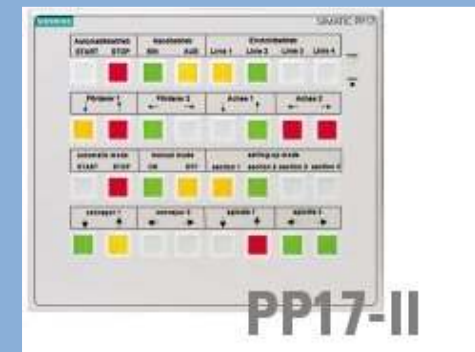 SIEMENS SIMATIC PP17
Automatikbetrieb Handbetrieb Einrichtbetrieb
START STOP EIN AUS Linie 1 Linie 2 Linie 3 Linie 4
Förderer 1 Förderer 2 Achse 1 Achse 2
automatic mode manual mode setting-up mode
START STOP ON OFF section 1 section 2 section 3 section 4
conveyor 1 conveyor 2 spindle 1 spindle 2
PP17-II